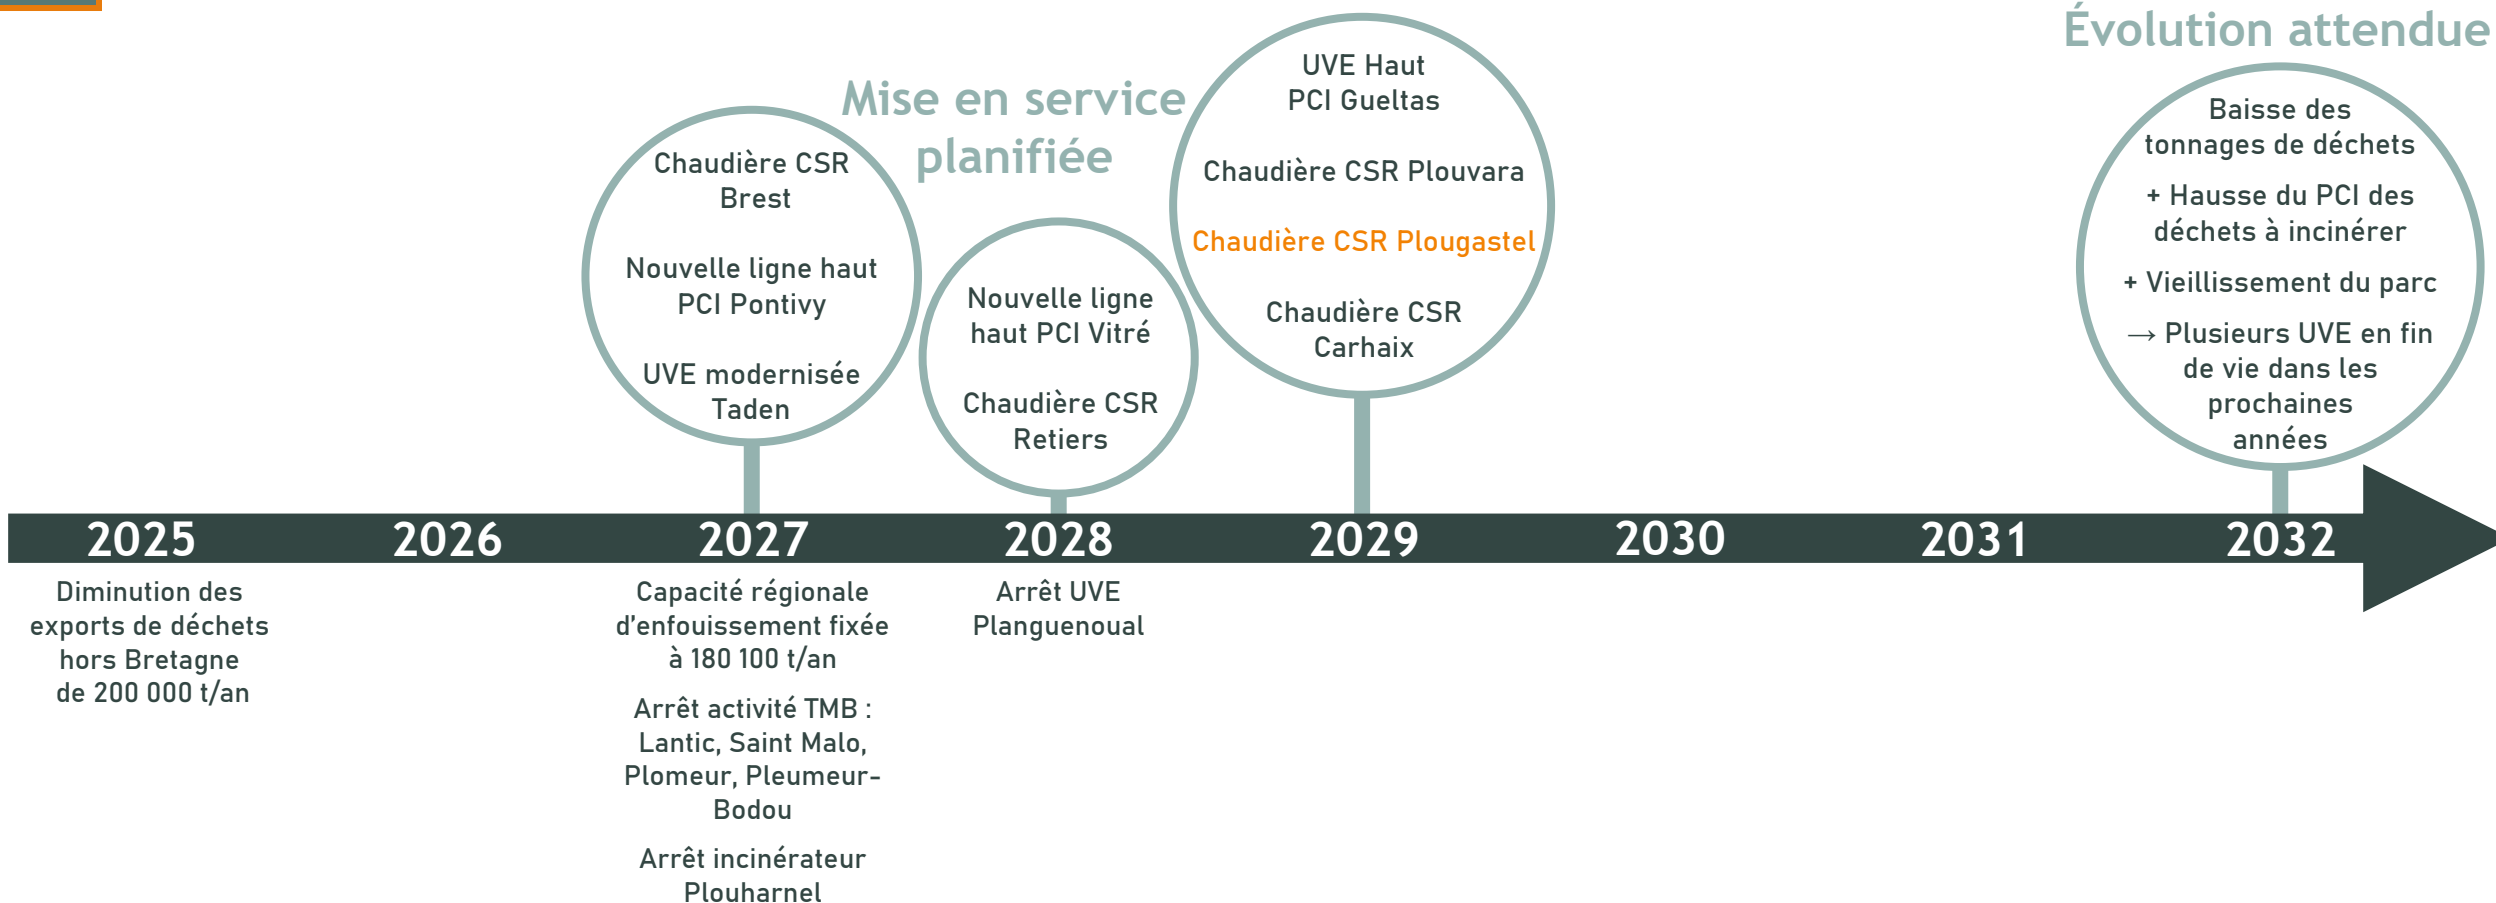 Évolution attendue
Mise en service
planifiée
Chaudière CSR
Brest
Nouvelle ligne haut
PCI Pontivy
UVE modernisée
Taden
Nouvelle ligne
haut PCI Vitré
Chaudière CSR
Retiers
UVE Haut
PCI Gueltas
Chaudière CSR Plouvara
Chaudière CSR Plougastel
Chaudière CSR
Carhaix
Baisse des
tonnages de déchets
+ Hausse du PCI des
déchets à incinérer
+ Vieillissement du parc
→ Plusieurs UVE en fin
de vie dans les
prochaines
années
2025 2026 2027 2028 2029 2030 2031 2032
Diminution des
exports de déchets
hors Bretagne
de 200 000 t/an
Capacité régionale
d’enfouissement fixée
à 180 100 t/an
Arrêt activité TMB :
Lantic, Saint Malo,
Plomeur, Pleumeur-
Bodou
Arrêt incinérateur
Plouharnel
Arrêt UVE
Planguenoual